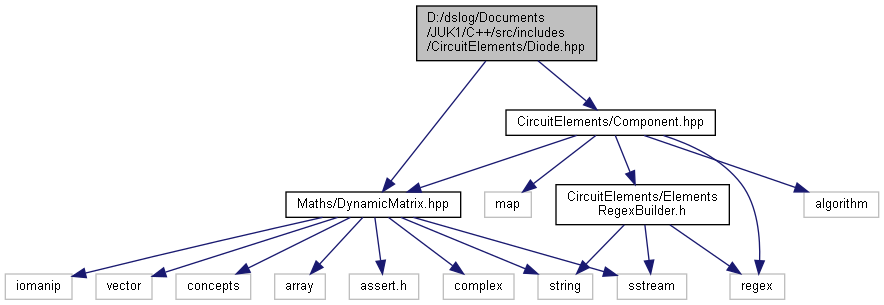 D:/dslog/Documents
/JUK1/C++/src/includes
/CircuitElements/Diode.hpp
CircuitElements/Component.hpp
Maths/DynamicMatrix.hpp
map
CircuitElements/Elements
RegexBuilder.h
algorithm
iomanip
vector
concepts
array
assert.h
complex
string
sstream
regex